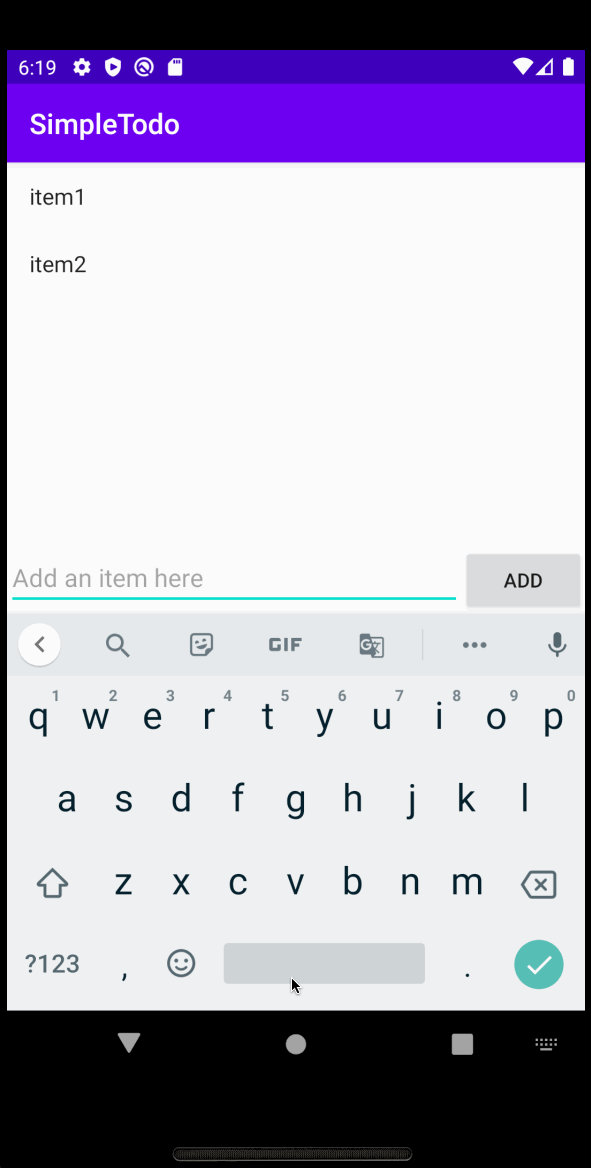 6:19
SimpleTodo
item1
item2
Add an item here ADD
GIF
1 2 3 4 5 6 7 8 9 0
q w e r t y u i o p
a s d f g h j k l
z x c v b n m
?123 , .